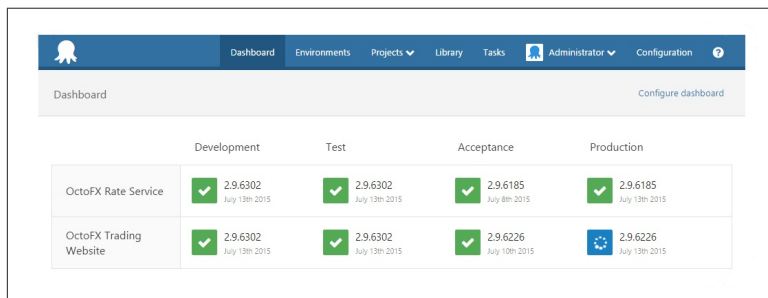 Dashboard Environments Projects Library Tasks Administrator Configuration ?
Dashboard Configure dashboard
Development Test Acceptance Production
OctoFX Rate Service 2.9.6302 2.9.6302 2.9.6185 2.9.6185
July 13th 2015 July 13th 2015 July 8th 2015 July 13th 2015
OctoFX Trading 2.9.6302 2.9.6302 2.9.6226 2.9.6226
Website July 13th 2015 July 13th 2015 July 10th 2015 July 13th 2015